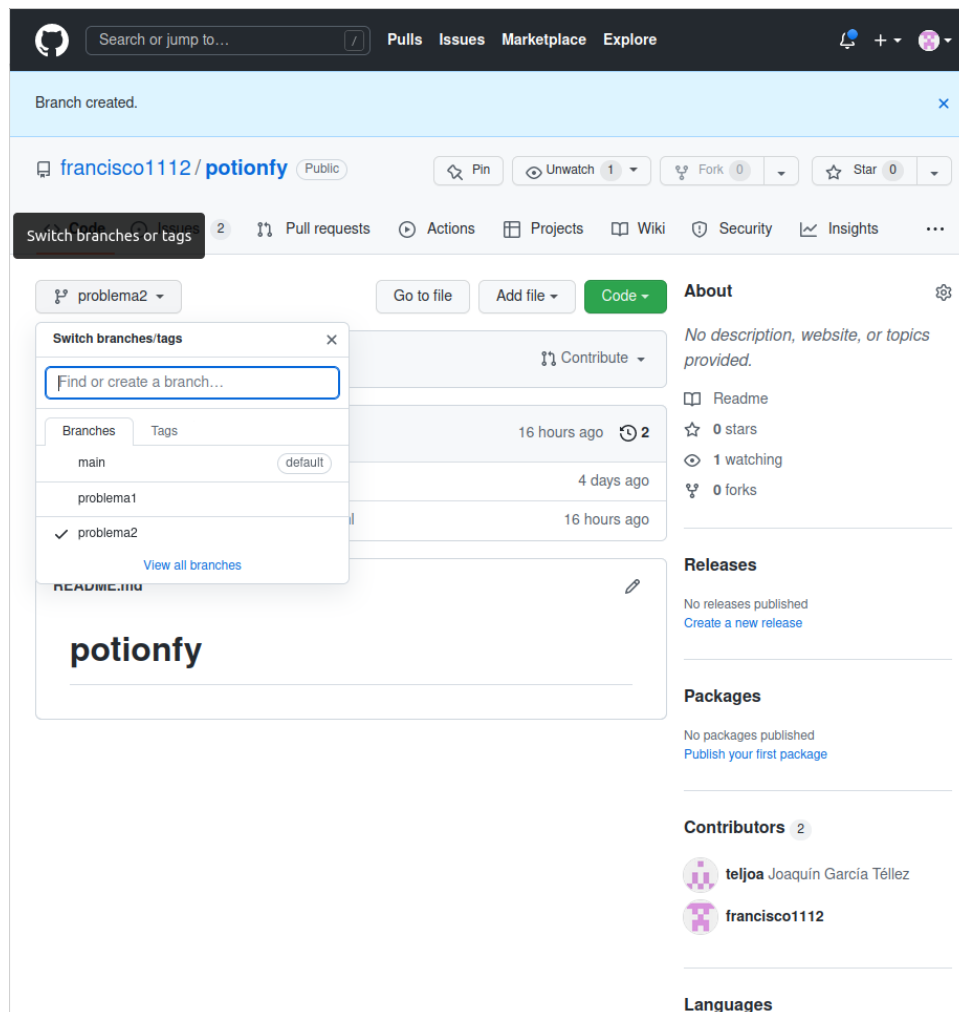 Search or jump to… / Pulls Issues Marketplace Explore
Branch created.
francisco1112 / potionfy Public Pin Unwatch 1 Fork 0 Star 0
Code Issues 2 Pull requests Actions Projects Wiki Security Insights
Switch branches or tags
problema2 Go to file Add file Code
Switch branches/tags
Find or create a branch…
Branches Tags
main default
problema1
problema2
View all branches
Contribute
16 hours ago 2
4 days ago
16 hours ago
README.md
potionfy
About
No description, website, or topics
provided.
Readme
0 stars
1 watching
0 forks
Releases
No releases published
Create a new release
Packages
No packages published
Publish your first package
Contributors 2
teljoa Joaquín García Téllez
francisco1112
Languages